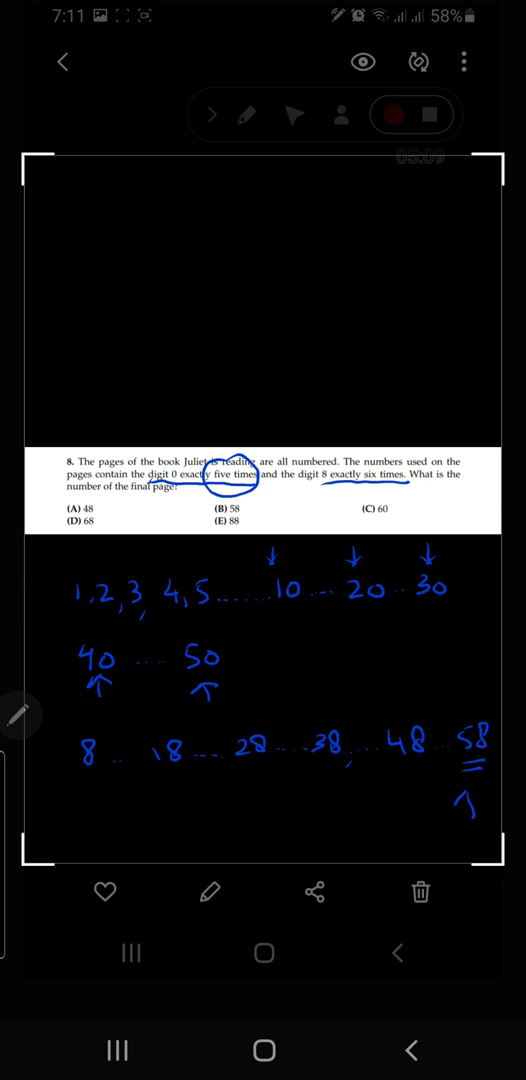 7:11 58%
05:09
8. The pages of the book Juliet is reading are all numbered. The numbers used on the
pages contain the digit 0 exactly five times and the digit 8 exactly six times. What is the
number of the final page?
(A) 48 (B) 58 (C) 60
(D) 68 (E) 88
1, 2, 3, 4, 5 ...... 10 .... 20 ... 30
40 .... 50
8 ... 18 .... 28 .... 38, ... 48 ... 58